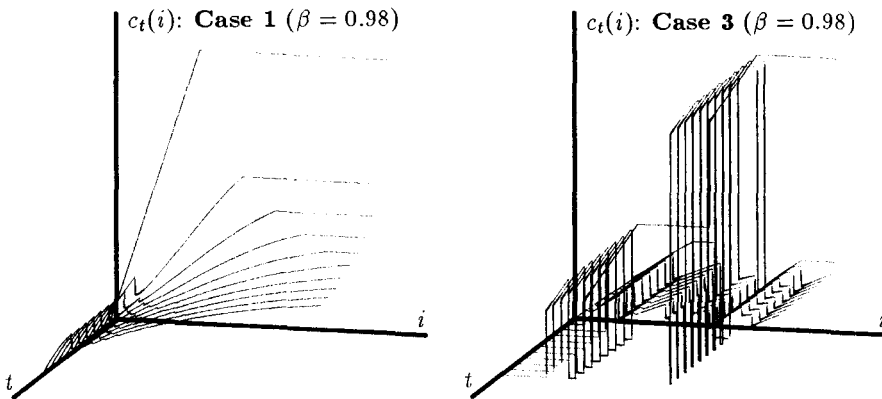 c_t(i): Case 1 (β = 0.98)
c_t(i): Case 3 (β = 0.98)
i
i
t
t